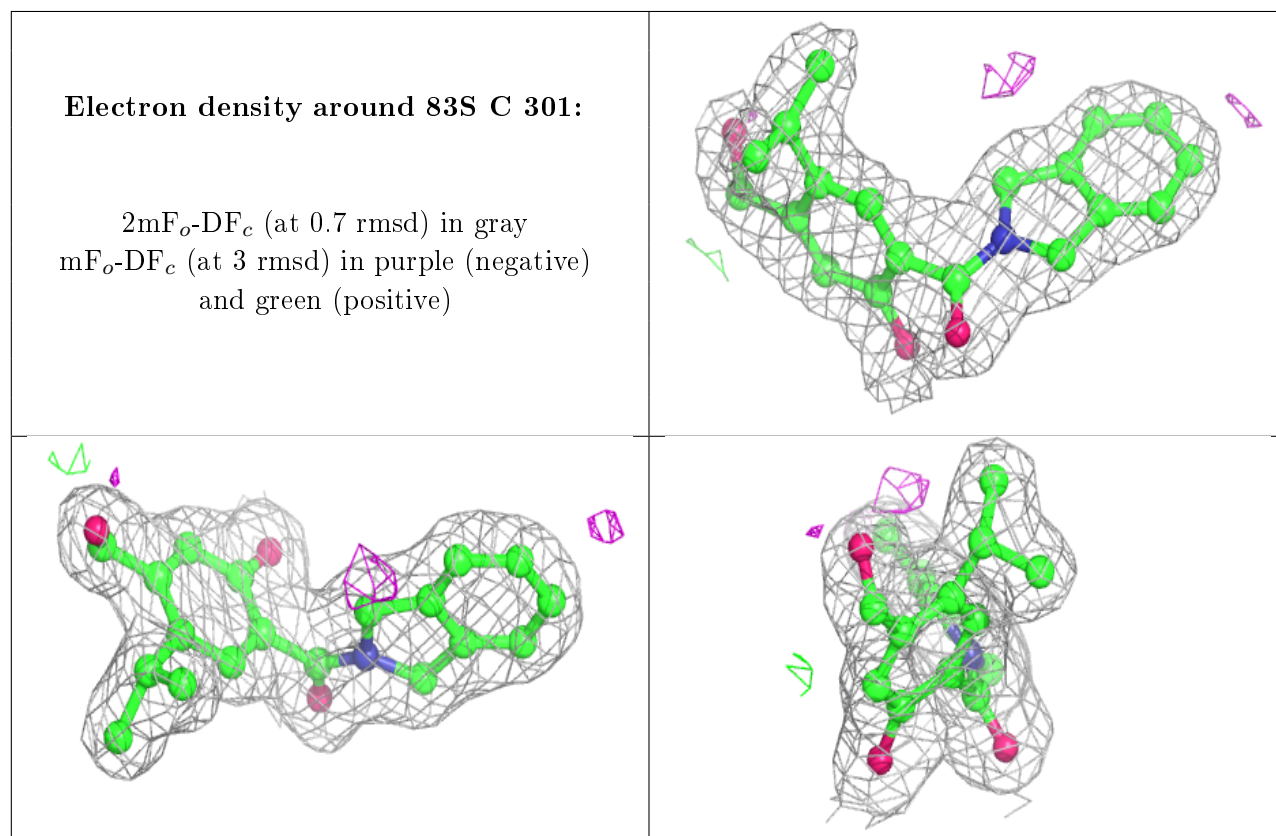 Electron density around 83S C 301:
2mFo-DFc (at 0.7 rmsd) in gray
mFo-DFc (at 3 rmsd) in purple (negative)
and green (positive)